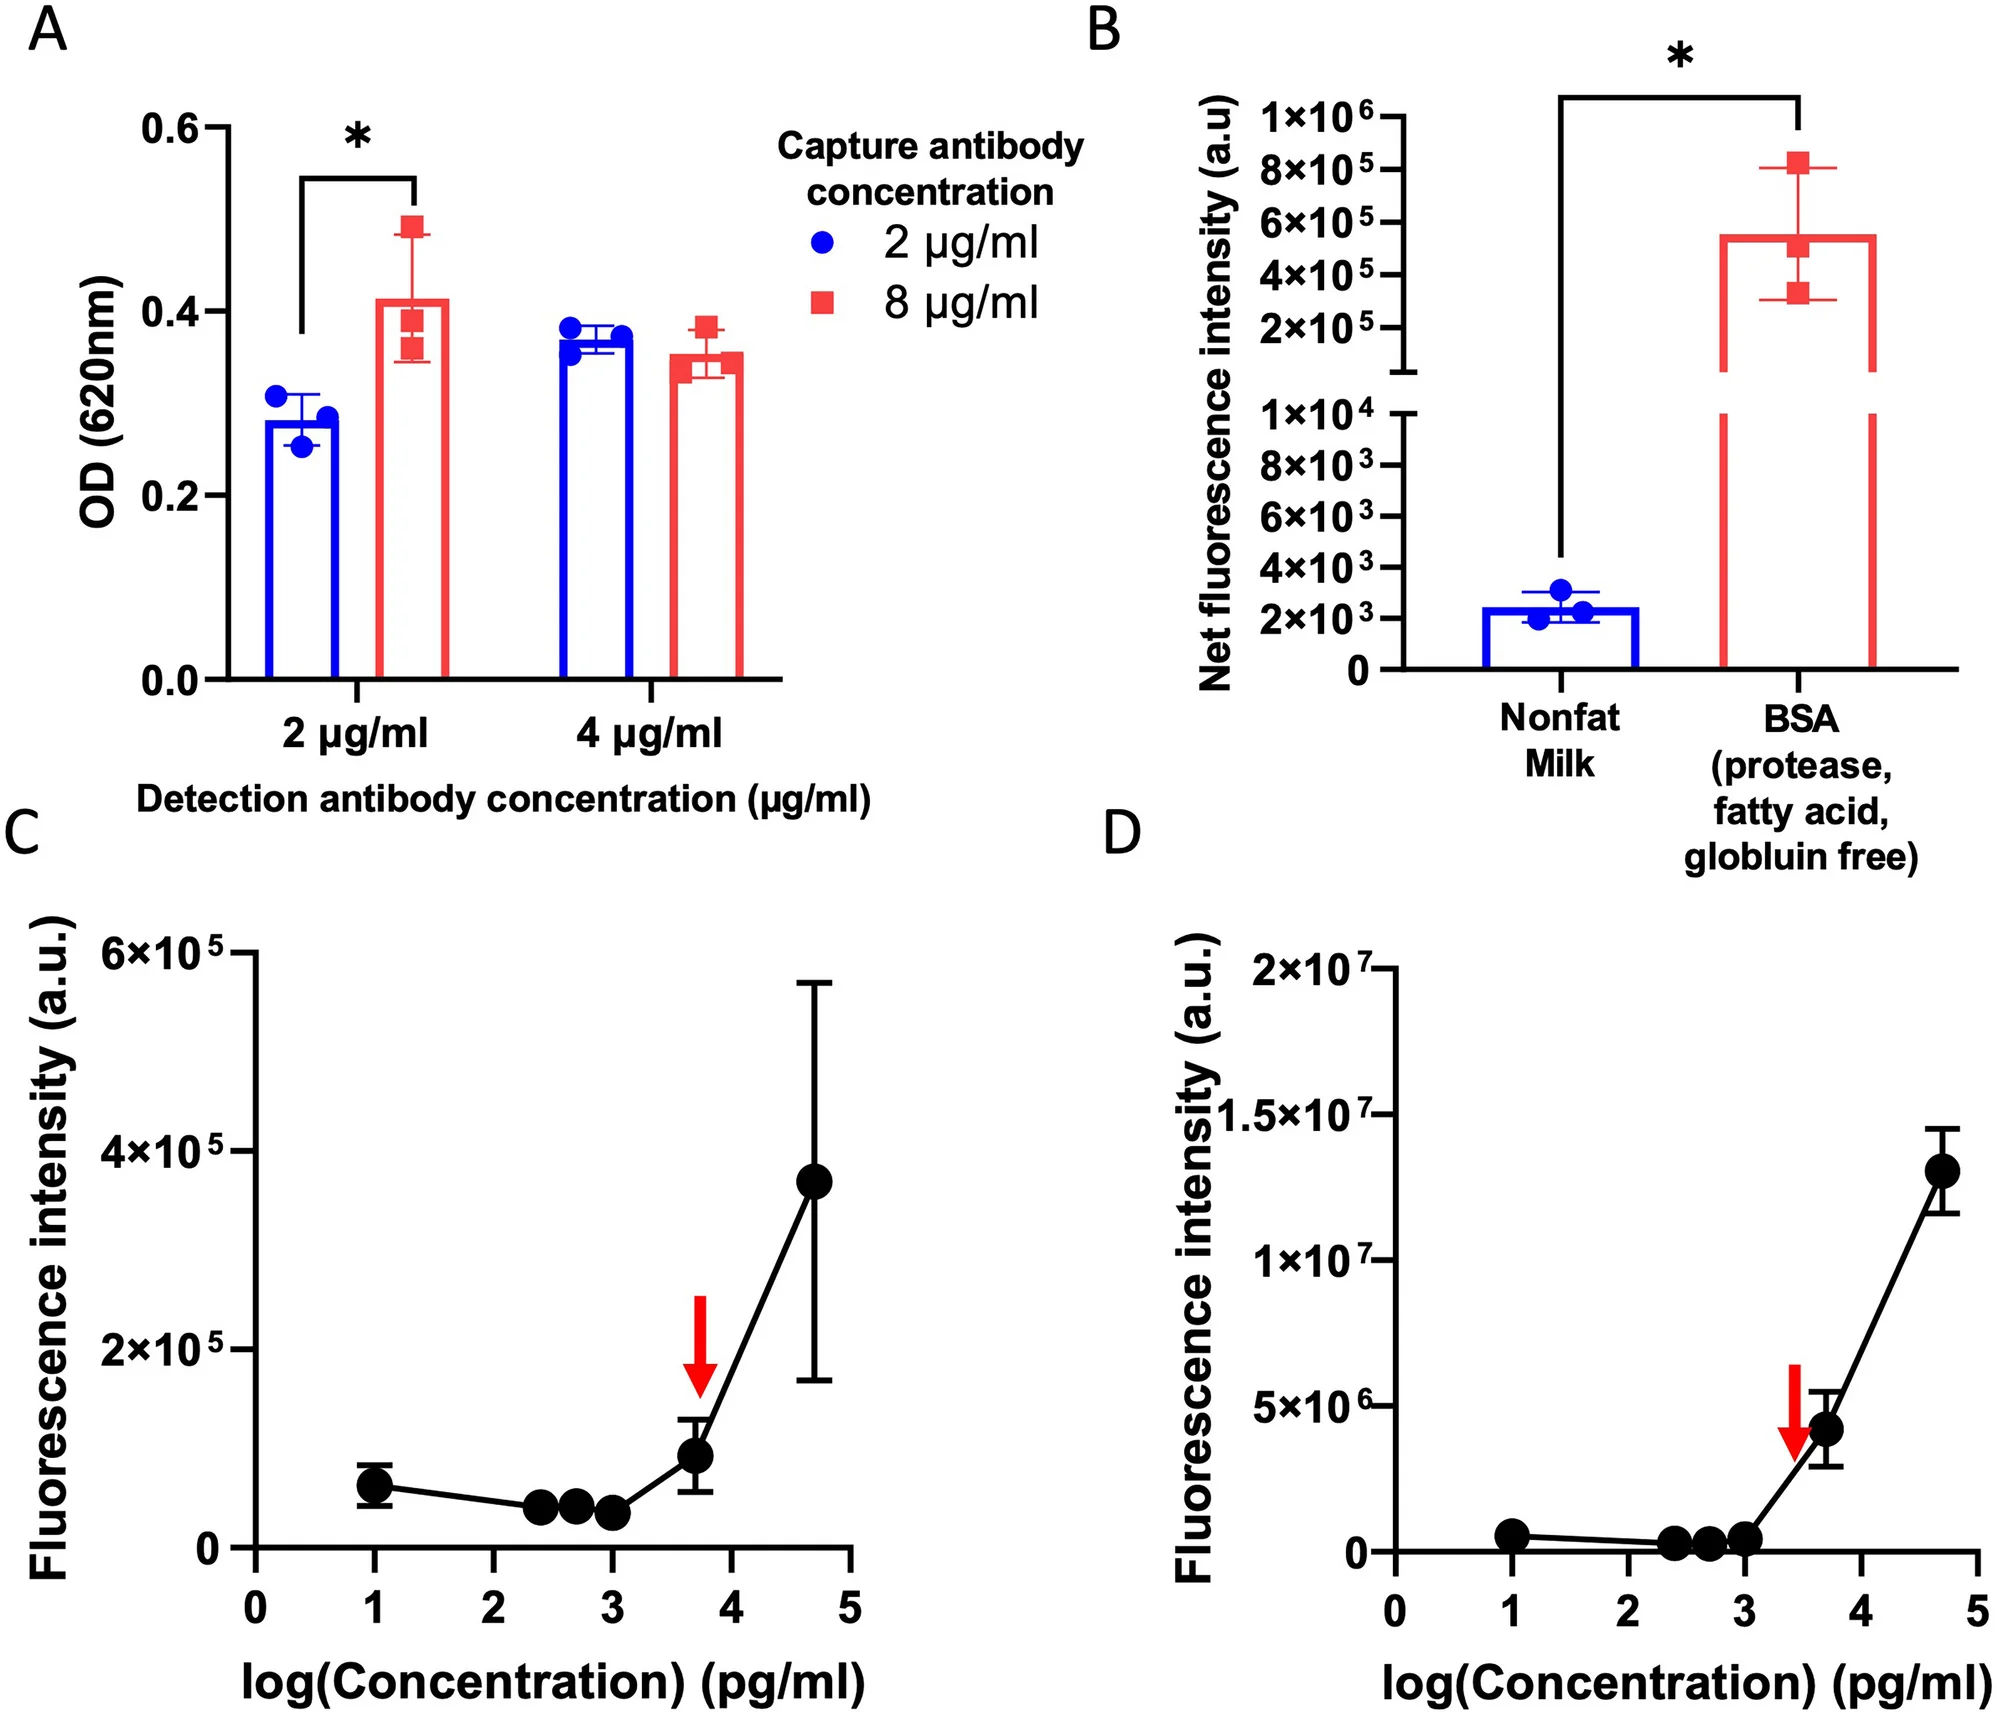 A
0.6
0.4
0.2
0.0
OD (620nm)
*
2 µg/ml
4 µg/ml
Detection antibody concentration (µg/ml)
Capture antibody
concentration
2 µg/ml
8 µg/ml
B
Net fluorescence intensity (a.u)
1×10⁶
8×10⁵
6×10⁵
4×10⁵
2×10⁵
1×10⁴
8×10³
6×10³
4×10³
2×10³
0
*
Nonfat
Milk
BSA
(protease,
fatty acid,
globluin free)
C
Fluorescence intensity (a.u.)
6×10⁵
4×10⁵
2×10⁵
0
0 1 2 3 4 5
log(Concentration) (pg/ml)
D
Fluorescence intensity (a.u.)
2×10⁷
1.5×10⁷
1×10⁷
5×10⁶
0
0 1 2 3 4 5
log(Concentration) (pg/ml)